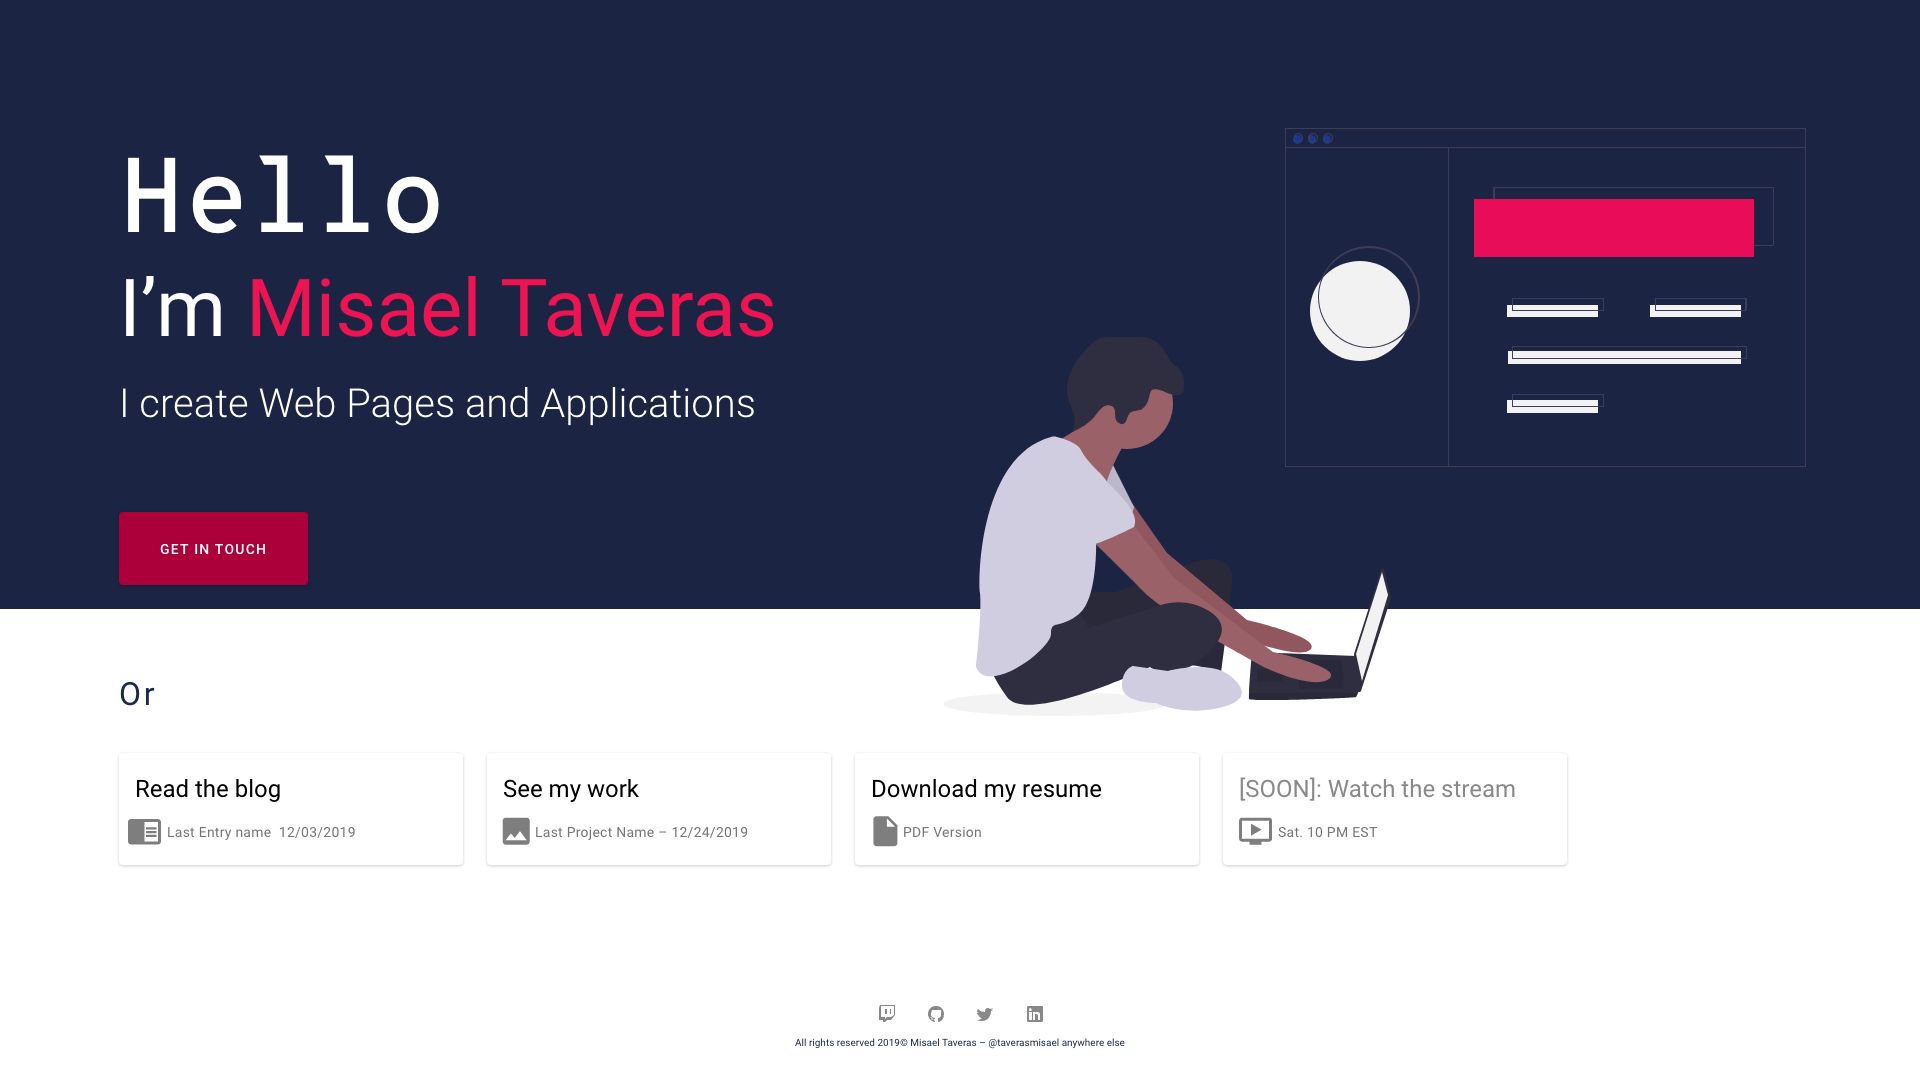 Hello
I’m Misael Taveras
I create Web Pages and Applications
GET IN TOUCH
Or
Read the blog
Last Entry name 12/03/2019
See my work
Last Project Name – 12/24/2019
Download my resume
PDF Version
[SOON]: Watch the stream
Sat. 10 PM EST
All rights reserved 2019© Misael Taveras – @taverasmisael anywhere else